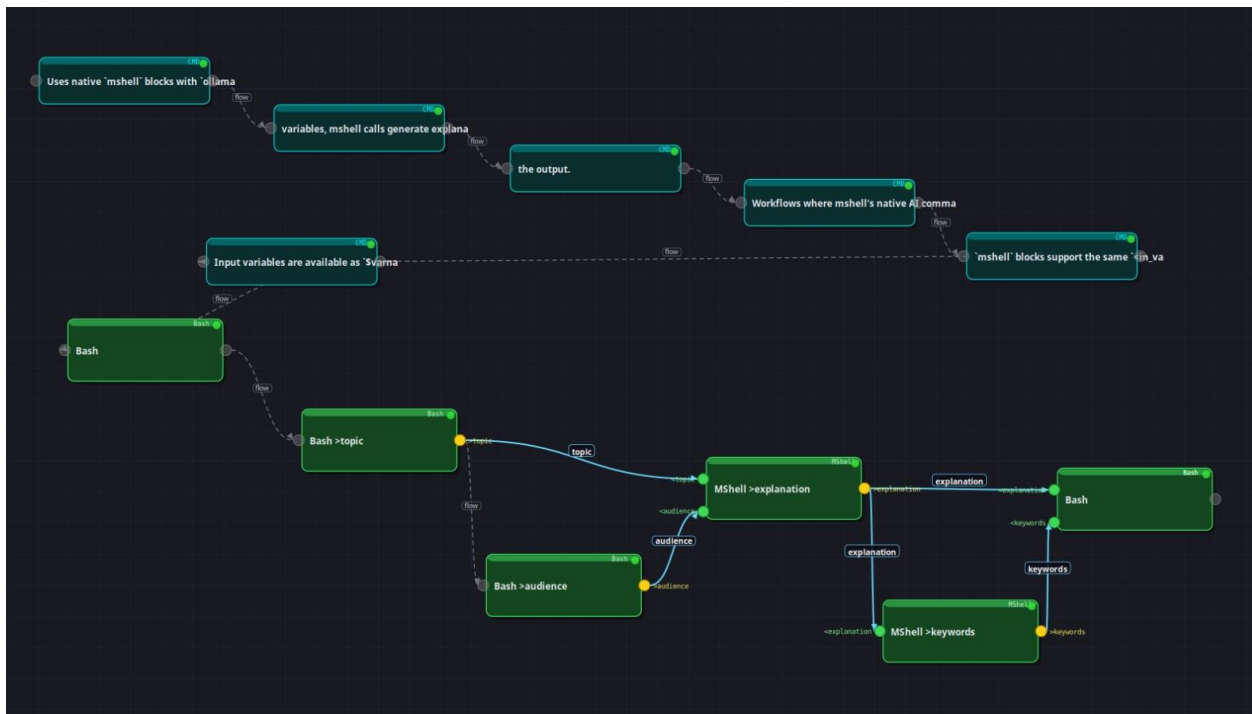 CMD
Uses native `mshell` blocks with `ollama
flow
CMD
variables, mshell calls generate explana
flow
CMD
the output.
flow
CMD
Workflows where mshell's native AI comma
flow
CMD
`mshell` blocks support the same `<in_va
flow
CMD
Input variables are available as `$varna
flow
Bash
Bash
flow
Bash
Bash >topic
>topic
topic
flow
Bash
Bash >audience
>audience
audience
MShell
<topic
MShell >explanation
<audience
>explanation
explanation
explanation
Bash
<explanation
Bash
<keywords
keywords
MShell
<explanation
MShell >keywords
>keywords